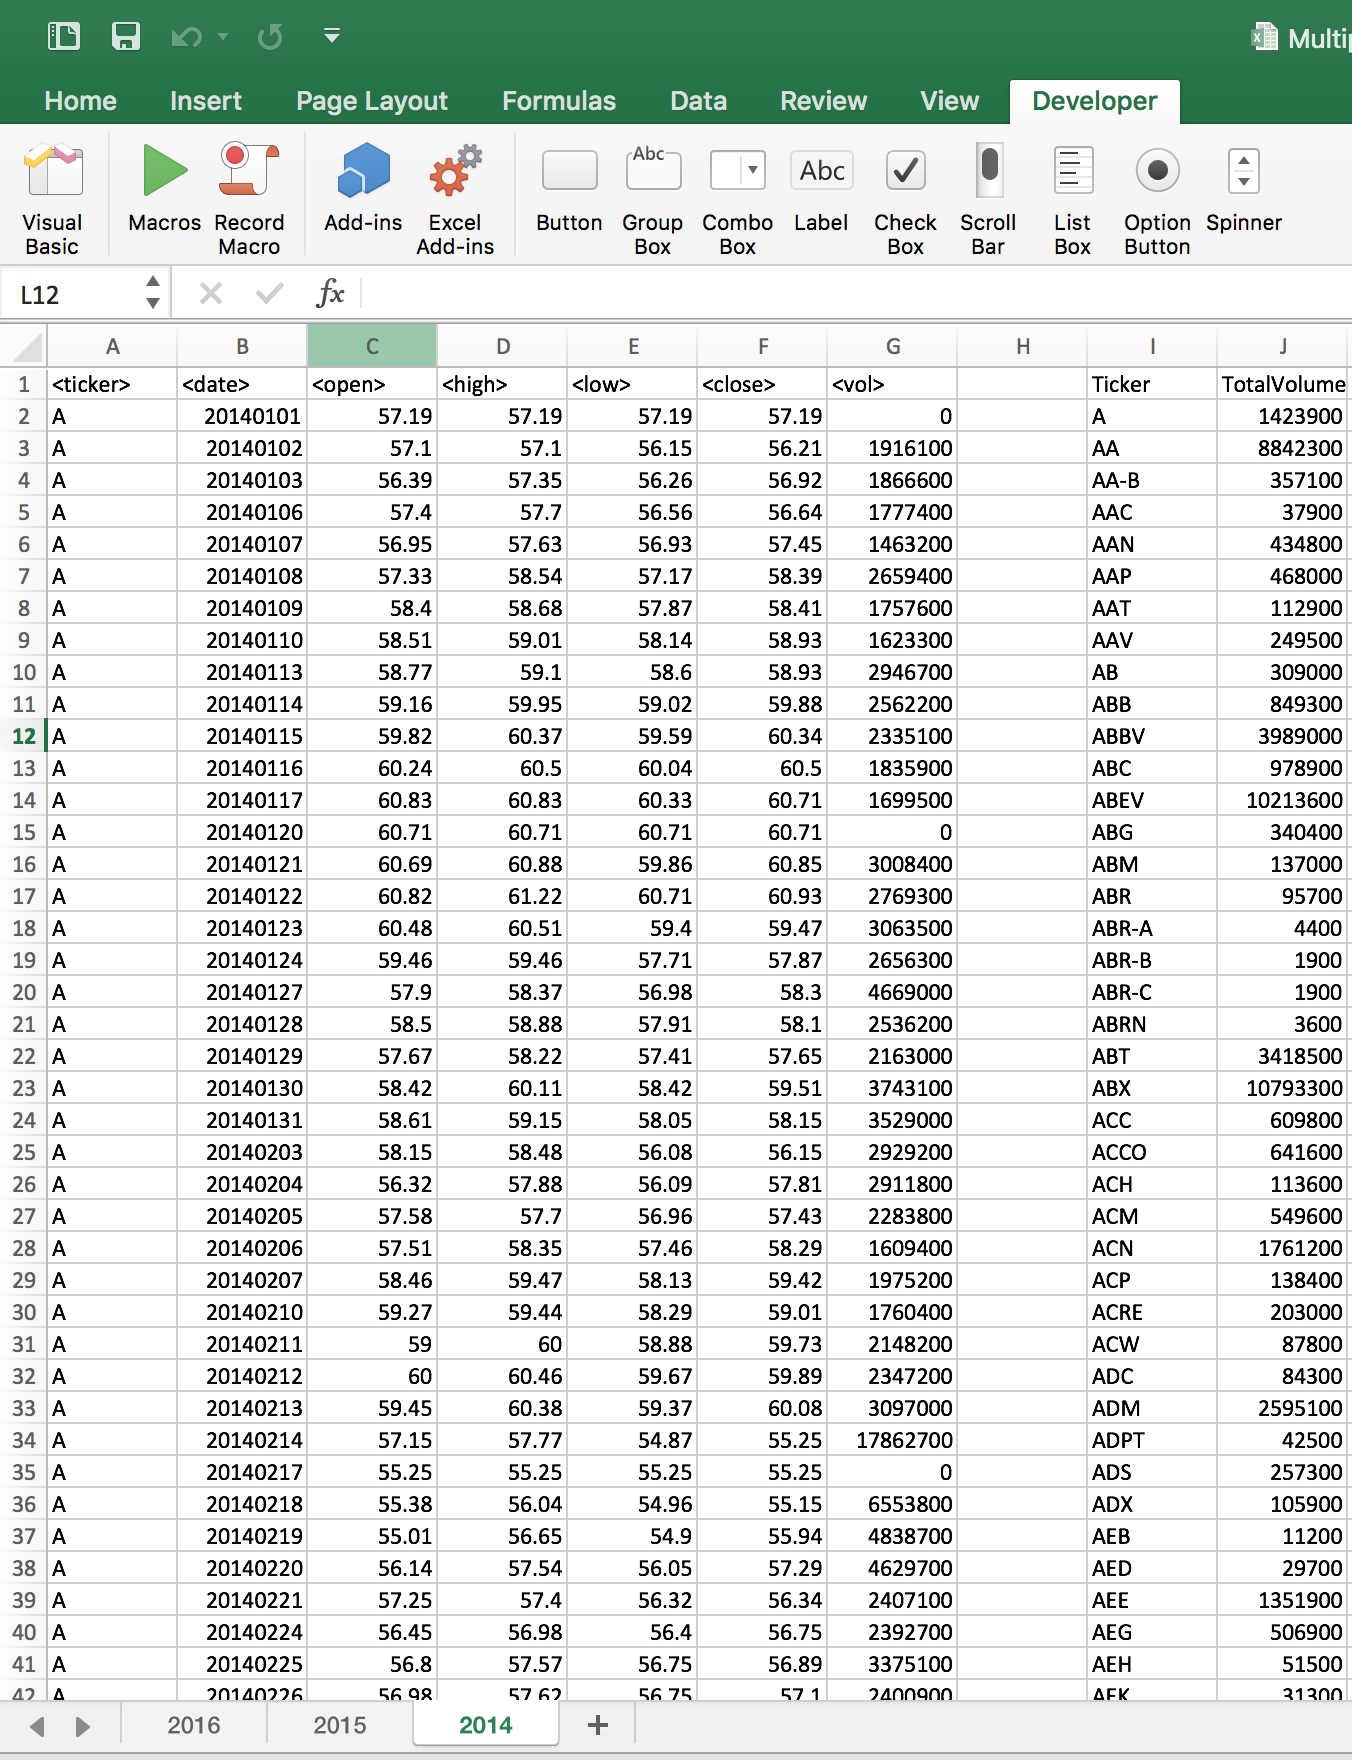 Multip
Home Insert Page Layout Formulas Data Review View Developer
Visual Basic Macros Record Macro Add-ins Excel Add-ins Button Group Box Combo Box Label Check Box Scroll Bar List Box Option Button Spinner
Abc Abc
L12 fx
A B C D E F G H I J
1 <ticker> <date> <open> <high> <low> <close> <vol> Ticker TotalVolume
2 A 20140101 57.19 57.19 57.19 57.19 0 A 1423900
3 A 20140102 57.1 57.1 56.15 56.21 1916100 AA 8842300
4 A 20140103 56.39 57.35 56.26 56.92 1866600 AA-B 357100
5 A 20140106 57.4 57.7 56.56 56.64 1777400 AAC 37900
6 A 20140107 56.95 57.63 56.93 57.45 1463200 AAN 434800
7 A 20140108 57.33 58.54 57.17 58.39 2659400 AAP 468000
8 A 20140109 58.4 58.68 57.87 58.41 1757600 AAT 112900
9 A 20140110 58.51 59.01 58.14 58.93 1623300 AAV 249500
10 A 20140113 58.77 59.1 58.6 58.93 2946700 AB 309000
11 A 20140114 59.16 59.95 59.02 59.88 2562200 ABB 849300
12 A 20140115 59.82 60.37 59.59 60.34 2335100 ABBV 3989000
13 A 20140116 60.24 60.5 60.04 60.5 1835900 ABC 978900
14 A 20140117 60.83 60.83 60.33 60.71 1699500 ABEV 10213600
15 A 20140120 60.71 60.71 60.71 60.71 0 ABG 340400
16 A 20140121 60.69 60.88 59.86 60.85 3008400 ABM 137000
17 A 20140122 60.82 61.22 60.71 60.93 2769300 ABR 95700
18 A 20140123 60.48 60.51 59.4 59.47 3063500 ABR-A 4400
19 A 20140124 59.46 59.46 57.71 57.87 2656300 ABR-B 1900
20 A 20140127 57.9 58.37 56.98 58.3 4669000 ABR-C 1900
21 A 20140128 58.5 58.88 57.91 58.1 2536200 ABRN 3600
22 A 20140129 57.67 58.22 57.41 57.65 2163000 ABT 3418500
23 A 20140130 58.42 60.11 58.42 59.51 3743100 ABX 10793300
24 A 20140131 58.61 59.15 58.05 58.15 3529000 ACC 609800
25 A 20140203 58.15 58.48 56.08 56.15 2929200 ACCO 641600
26 A 20140204 56.32 57.88 56.09 57.81 2911800 ACH 113600
27 A 20140205 57.58 57.7 56.96 57.43 2283800 ACM 549600
28 A 20140206 57.51 58.35 57.46 58.29 1609400 ACN 1761200
29 A 20140207 58.46 59.47 58.13 59.42 1975200 ACP 138400
30 A 20140210 59.27 59.44 58.29 59.01 1760400 ACRE 203000
31 A 20140211 59 60 58.88 59.73 2148200 ACW 87800
32 A 20140212 60 60.46 59.67 59.89 2347200 ADC 84300
33 A 20140213 59.45 60.38 59.37 60.08 3097000 ADM 2595100
34 A 20140214 57.15 57.77 54.87 55.25 17862700 ADPT 42500
35 A 20140217 55.25 55.25 55.25 55.25 0 ADS 257300
36 A 20140218 55.38 56.04 54.96 55.15 6553800 ADX 105900
37 A 20140219 55.01 56.65 54.9 55.94 4838700 AEB 11200
38 A 20140220 56.14 57.54 56.05 57.29 4629700 AED 29700
39 A 20140221 57.25 57.4 56.32 56.34 2407100 AEE 1351900
40 A 20140224 56.45 56.98 56.4 56.75 2392700 AEG 506900
41 A 20140225 56.8 57.57 56.75 56.89 3375100 AEH 51500
42 A 20140226 56.98 57.62 56.75 57.1 2400900 AEK 31300
2016 2015 2014 +